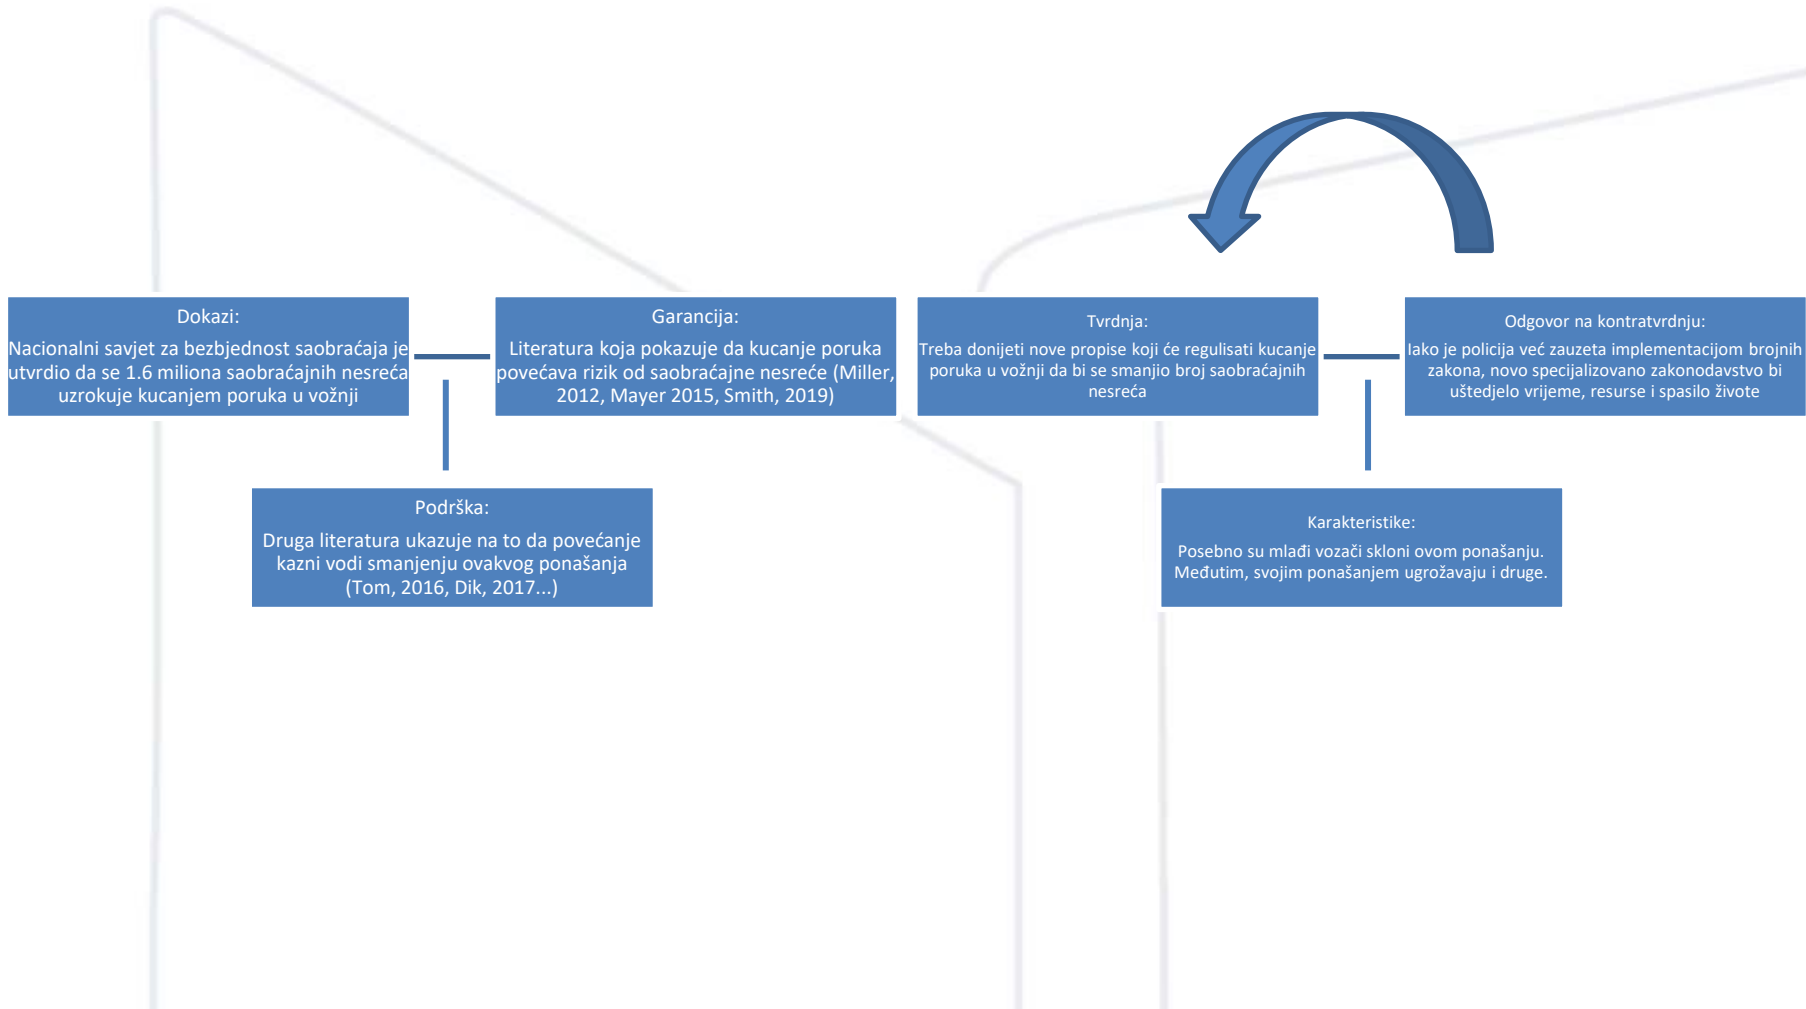 Dokazi:
Nacionalni savjet za bezbjednost saobraćaja je
utvrdio da se 1.6 miliona saobraćajnih nesreća
uzrokuje kucanjem poruka u vožnji
Garancija:
Literatura koja pokazuje da kucanje poruka
povećava rizik od saobraćajne nesreće (Miller,
2012, Mayer 2015, Smith, 2019)
Tvrdnja:
Treba donijeti nove propise koji će regulisati kucanje
poruka u vožnji da bi se smanjio broj saobraćajnih
nesreća
Odgovor na kontratvrdnju:
Iako je policija već zauzeta implementacijom brojnih
zakona, novo specijalizovano zakonodavstvo bi
uštedjelo vrijeme, resurse i spasilo živote
Podrška:
Druga literatura ukazuje na to da povećanje
kazni vodi smanjenju ovakvog ponašanja
(Tom, 2016, Dik, 2017...)
Karakteristike:
Posebno su mlađi vozači skloni ovom ponašanju.
Međutim, svojim ponašanjem ugrožavaju i druge.